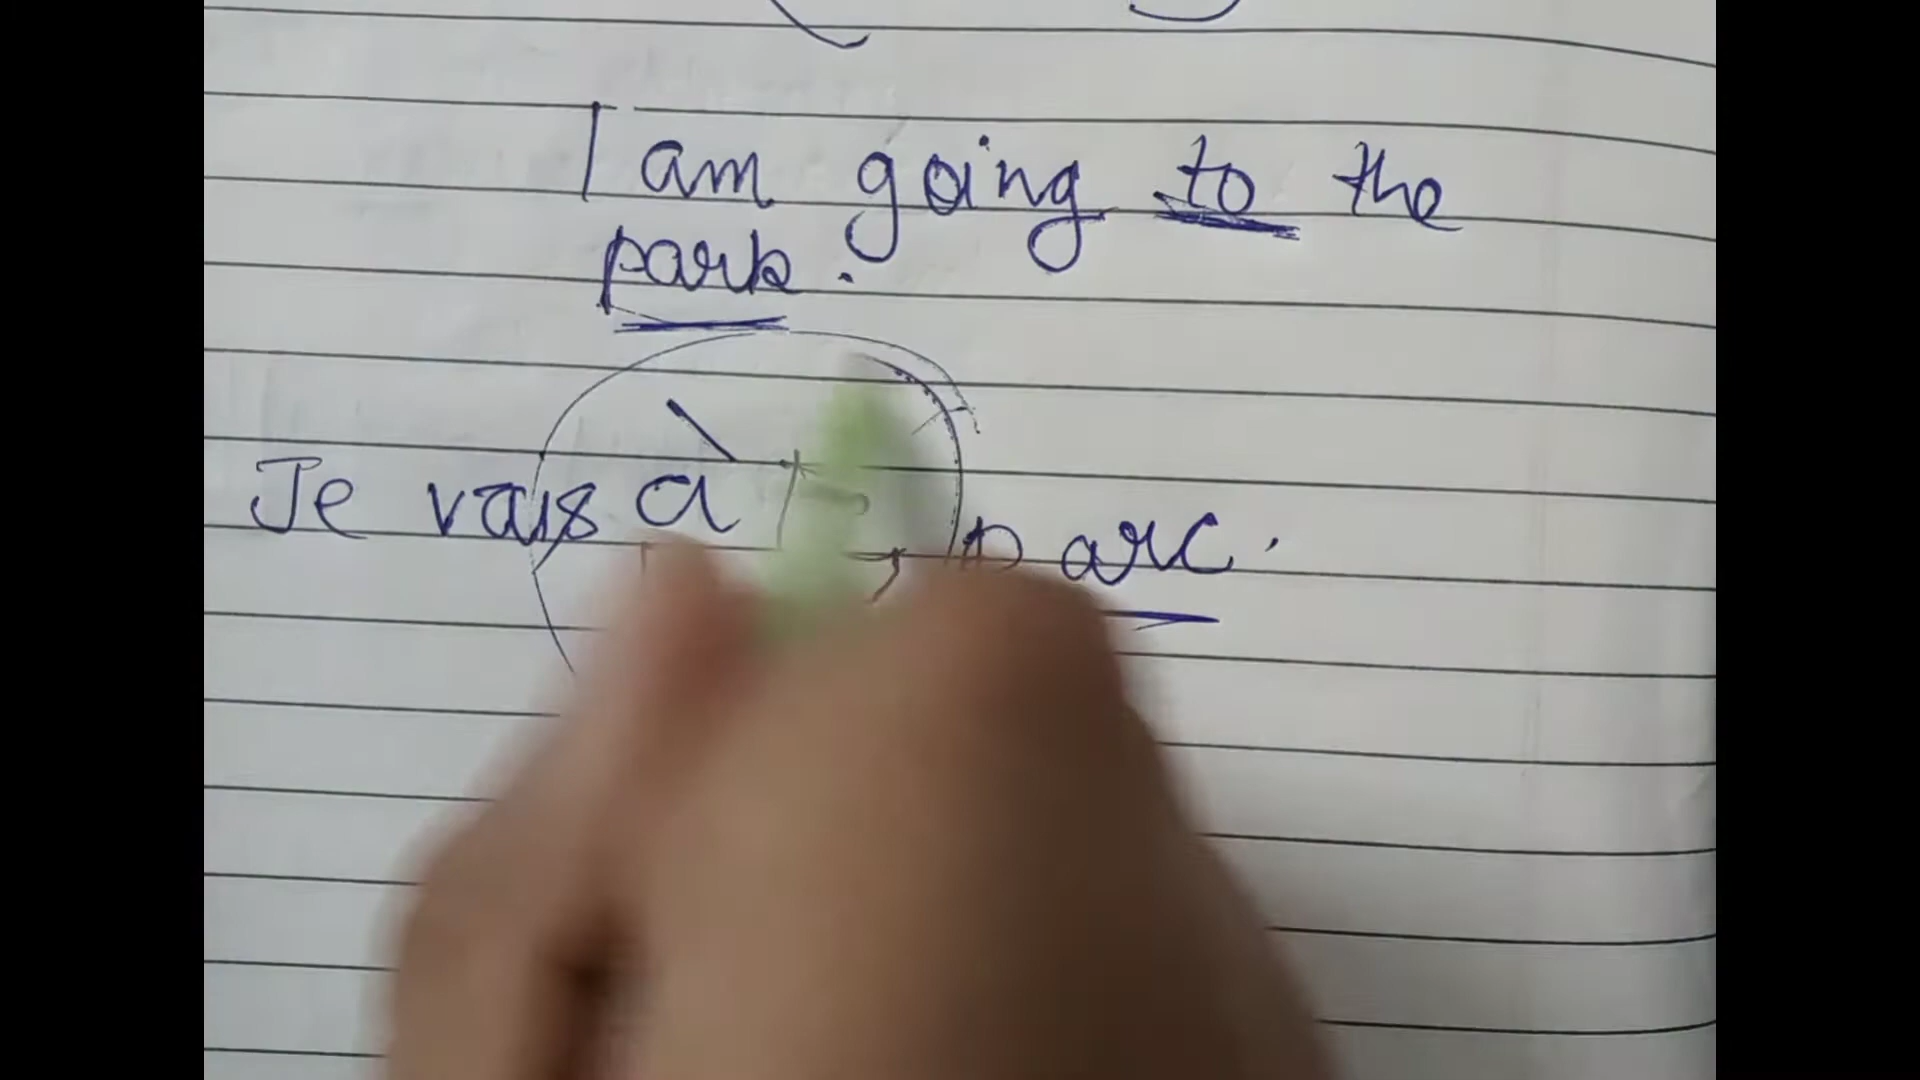 I am going to the
park.
Je vais à parc.